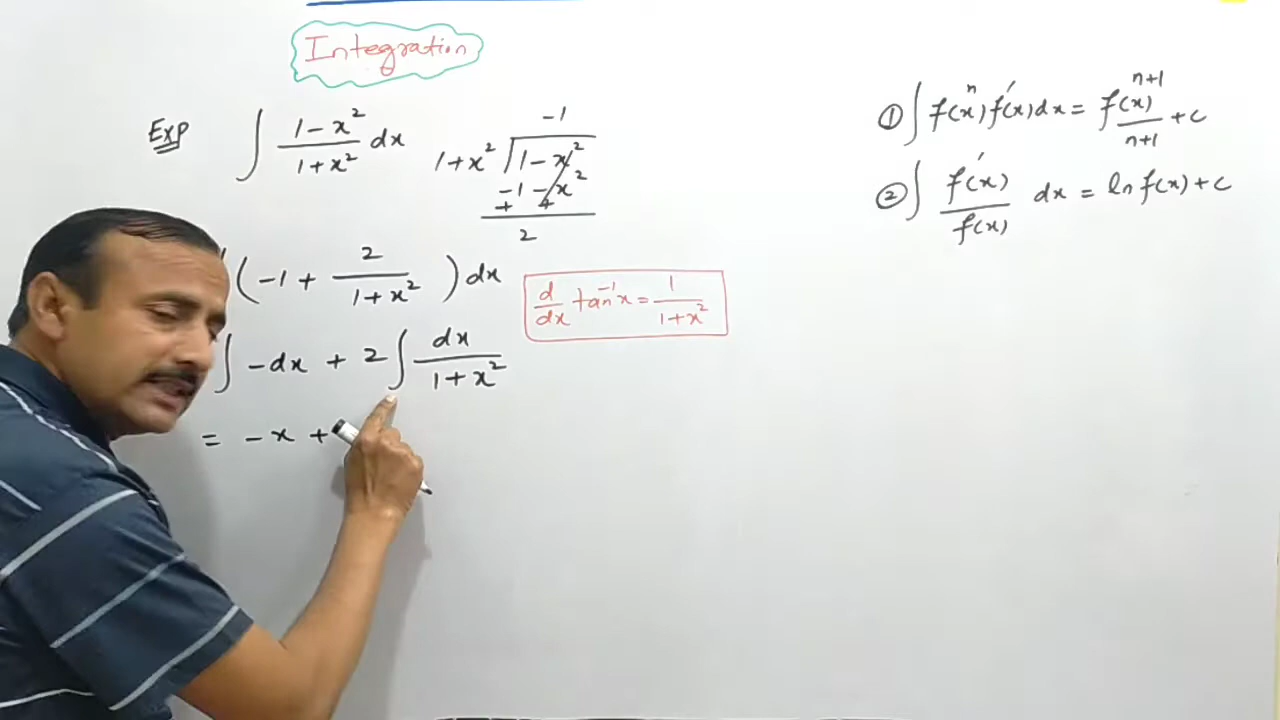 Integration
Exp ∫ (1 - x²)/(1 + x²) dx
-1
1 + x² √(1 - x²)
-1 - x²
+ +
2
(-1 + 2/(1 + x²)) dx
d/dx tan⁻¹x = 1/(1 + x²)
∫ -dx + 2 ∫ dx/(1 + x²)
= -x +
① ∫ f(x)ⁿ f'(x) dx = f(x)ⁿ⁺¹/(n+1) + c
② ∫ f'(x)/f(x) dx = ln f(x) + c